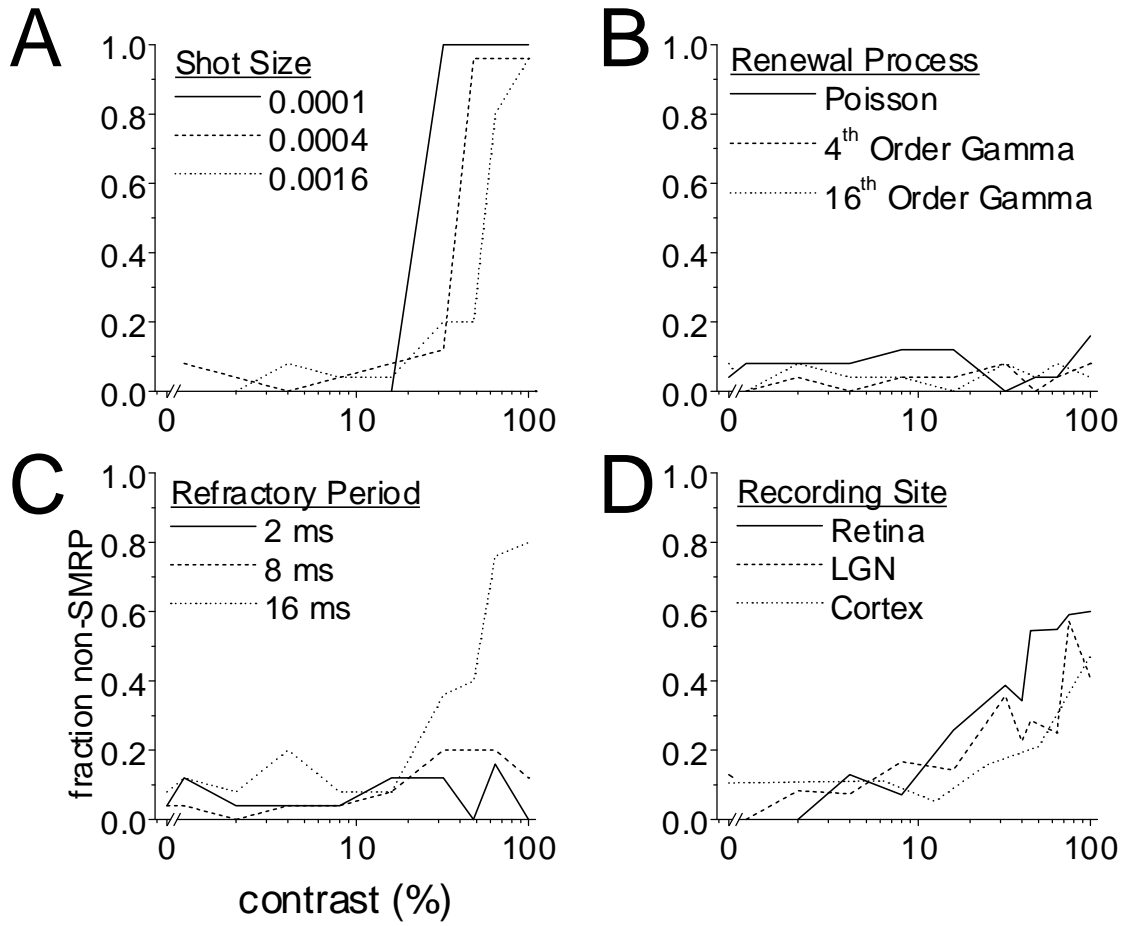 A
1.0
0.8
0.6
0.4
0.2
0.0
Shot Size
0.0001
0.0004
0.0016
0
10
100
B
1.0
0.8
0.6
0.4
0.2
0.0
Renewal Process
Poisson
4th Order Gamma
16th Order Gamma
0
10
100
C
1.0
0.8
0.6
0.4
0.2
0.0
fraction non-SMRP
Refractory Period
2 ms
8 ms
16 ms
0
10
100
contrast (%)
D
1.0
0.8
0.6
0.4
0.2
0.0
Recording Site
Retina
LGN
Cortex
0
10
100